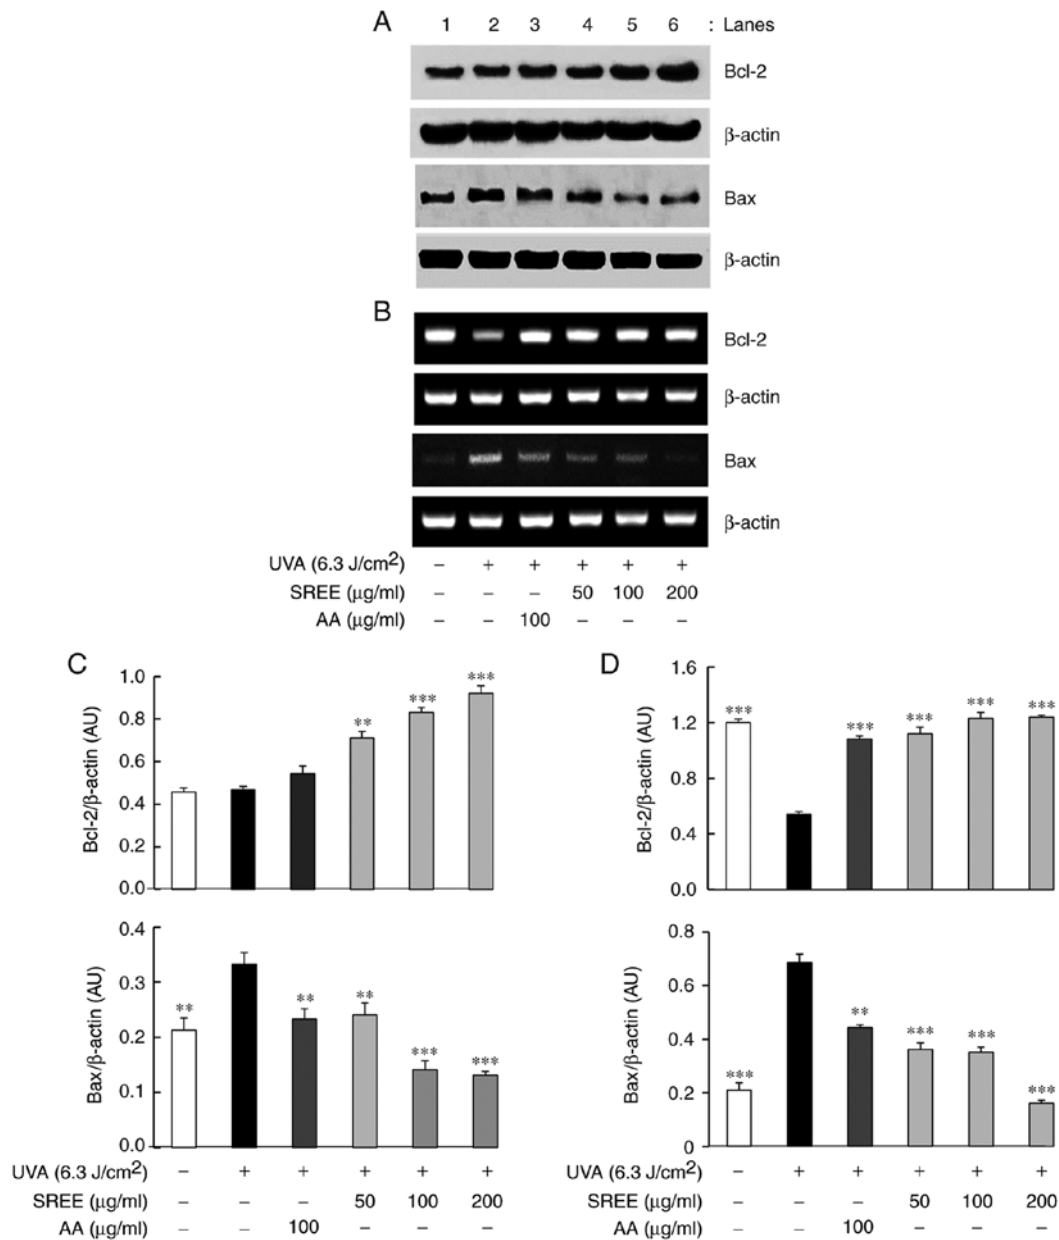 A 1 2 3 4 5 6 : Lanes
Bcl-2
β-actin
Bax
β-actin
B
Bcl-2
β-actin
Bax
β-actin
UVA (6.3 J/cm2) – + + + + +
SREE (μg/ml) – – – 50 100 200
AA (μg/ml) – – 100 – – –
C
Bcl-2/β-actin (AU)
1.0
0.8
0.6
0.4
0.2
0.0
** *** ***
Bax/β-actin (AU)
0.4
0.3
0.2
0.1
0.0
** ** ** *** ***
UVA (6.3 J/cm2) – + + + + +
SREE (μg/ml) – – – 50 100 200
AA (μg/ml) – – 100 – – –
D
Bcl-2/β-actin (AU)
1.6
1.2
0.8
0.4
0.0
*** *** *** *** ***
Bax/β-actin (AU)
0.8
0.6
0.4
0.2
0
*** ** *** *** ***
UVA (6.3 J/cm2) – + + + + +
SREE (μg/ml) – – – 50 100 200
AA (μg/ml) – – 100 – – –